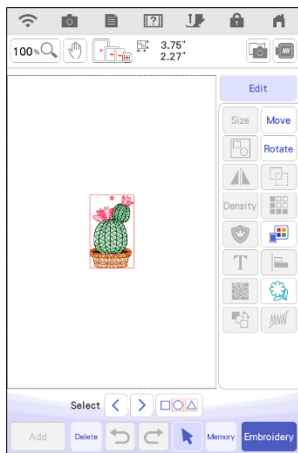 100 %
3.75"
2.27"
Edit
Size Move
Rotate
Density
T
Select
Add Delete Memory Embroidery